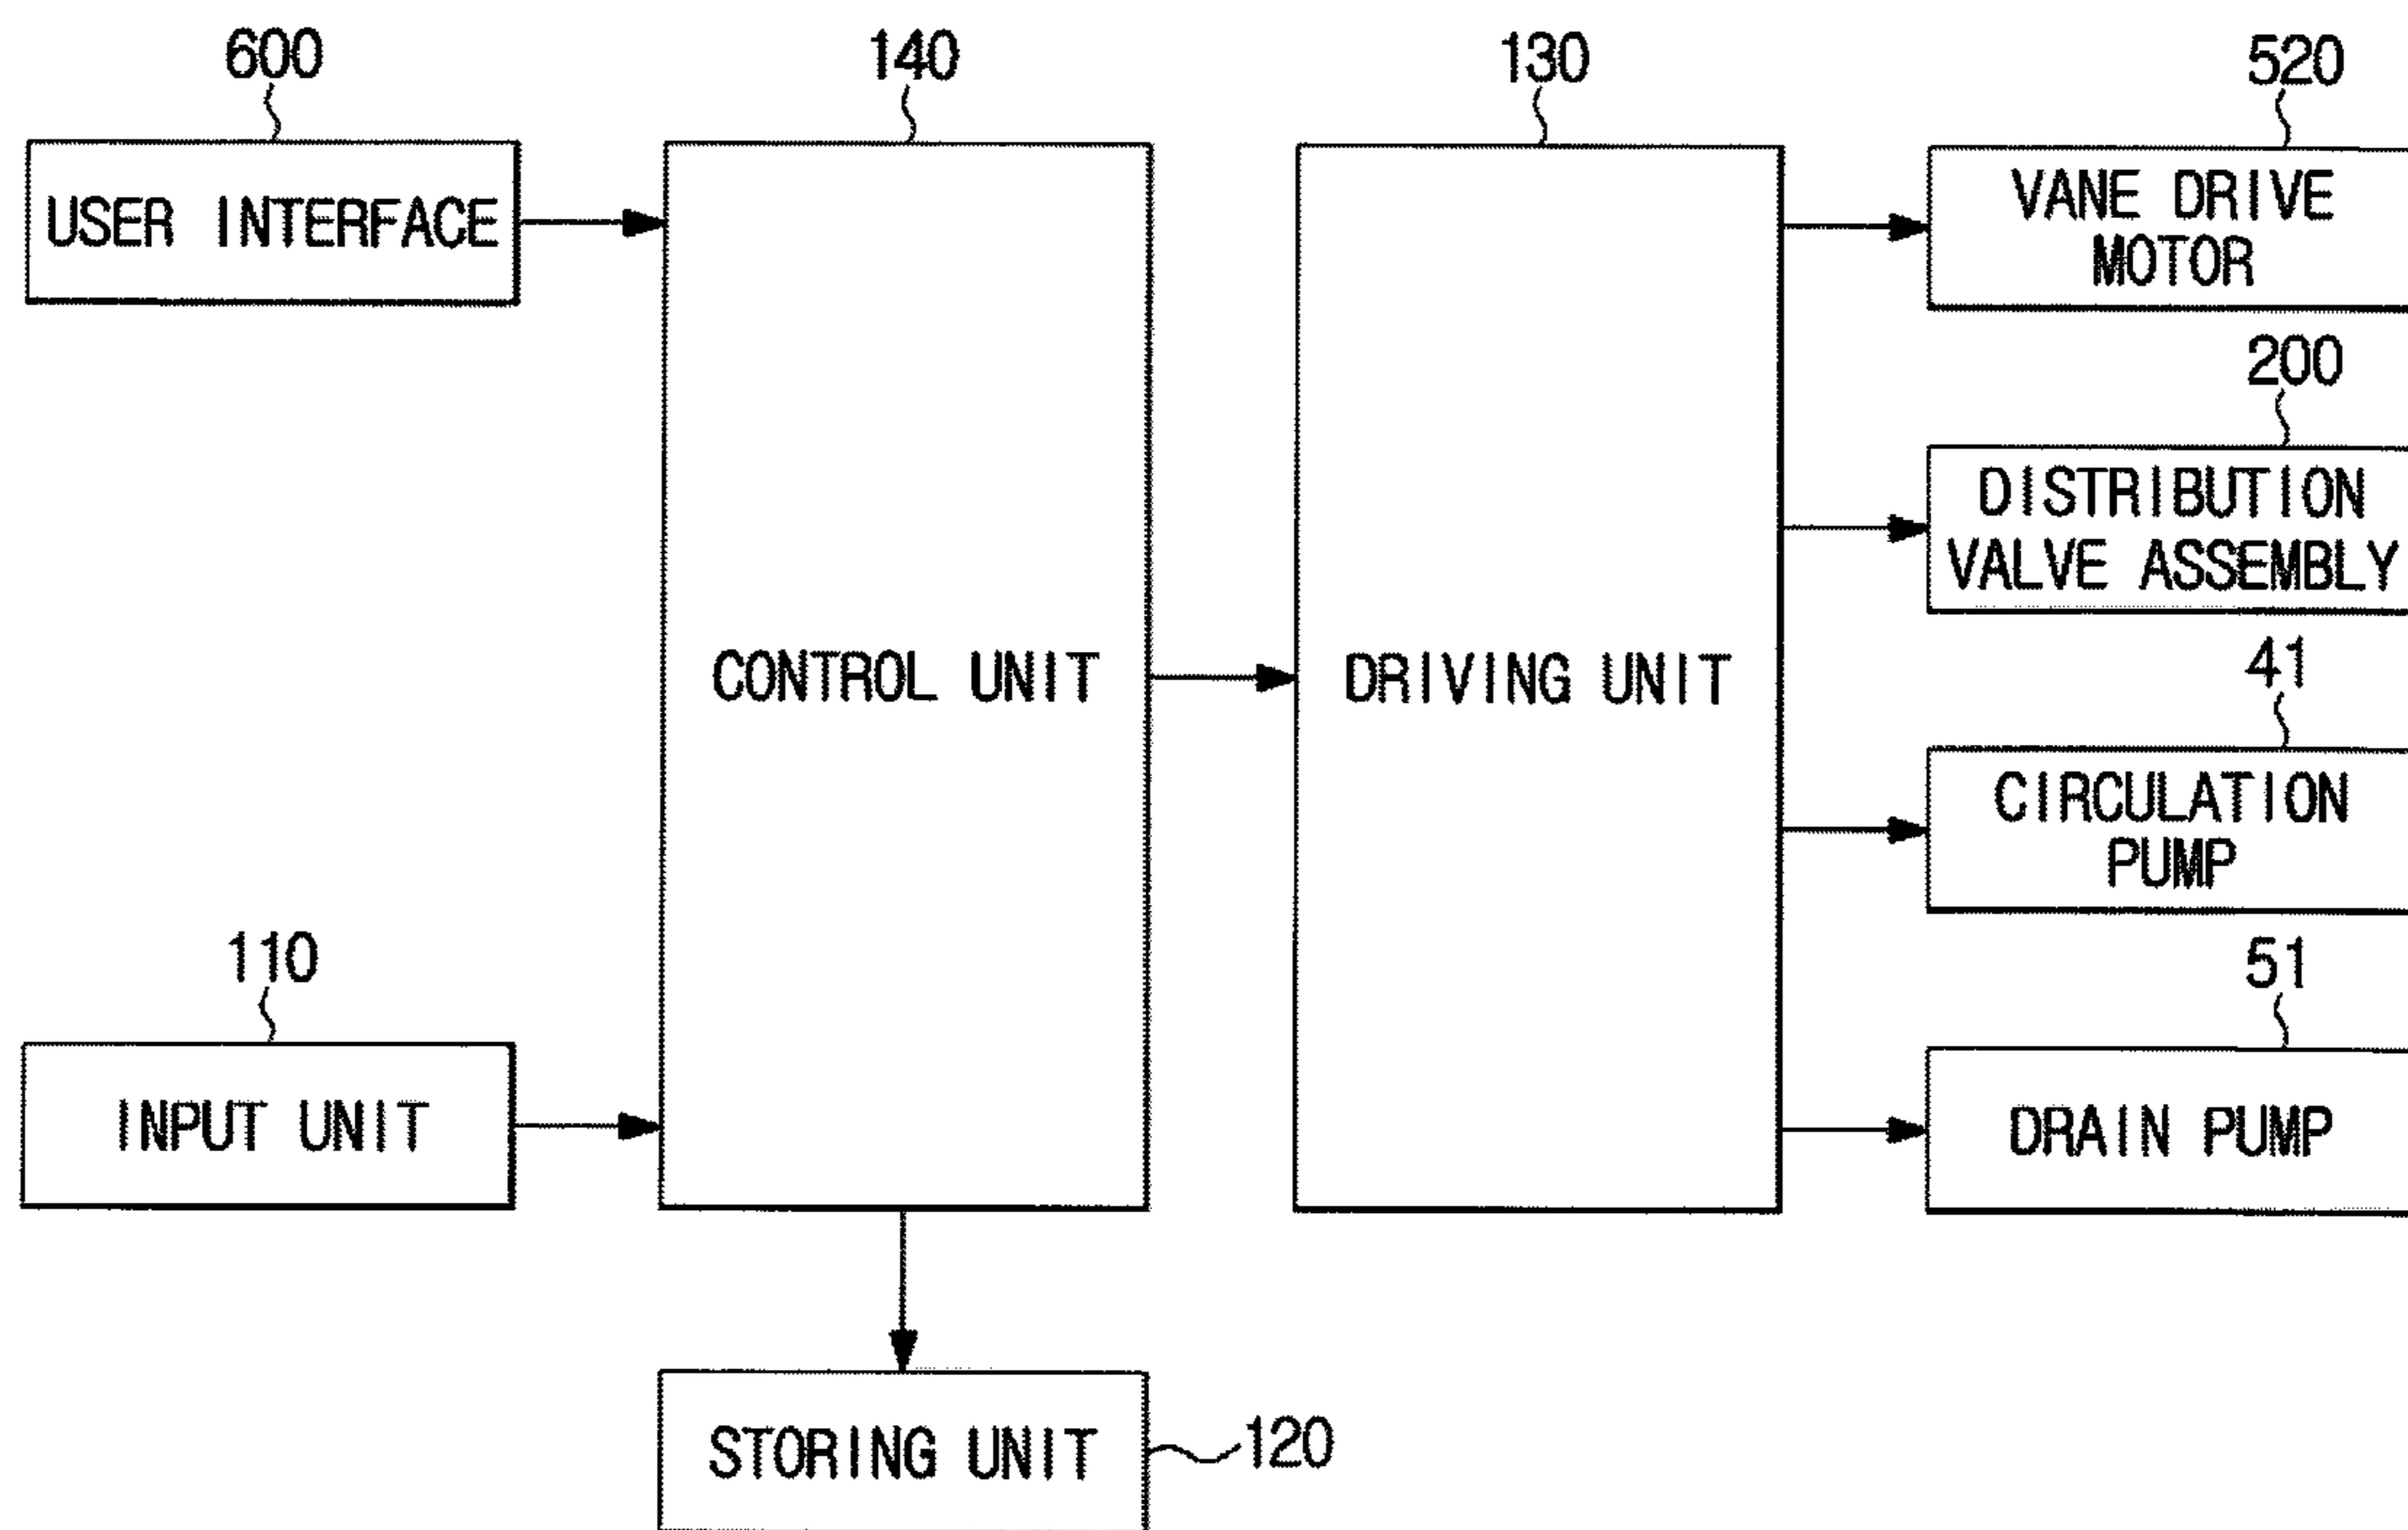 600
140
130
520
USER INTERFACE
VANE DRIVE
MOTOR
200
DISTRIBUTION
VALVE ASSEMBLY
CONTROL UNIT
DRIVING UNIT
41
CIRCULATION
PUMP
110
51
INPUT UNIT
DRAIN PUMP
STORING UNIT
120